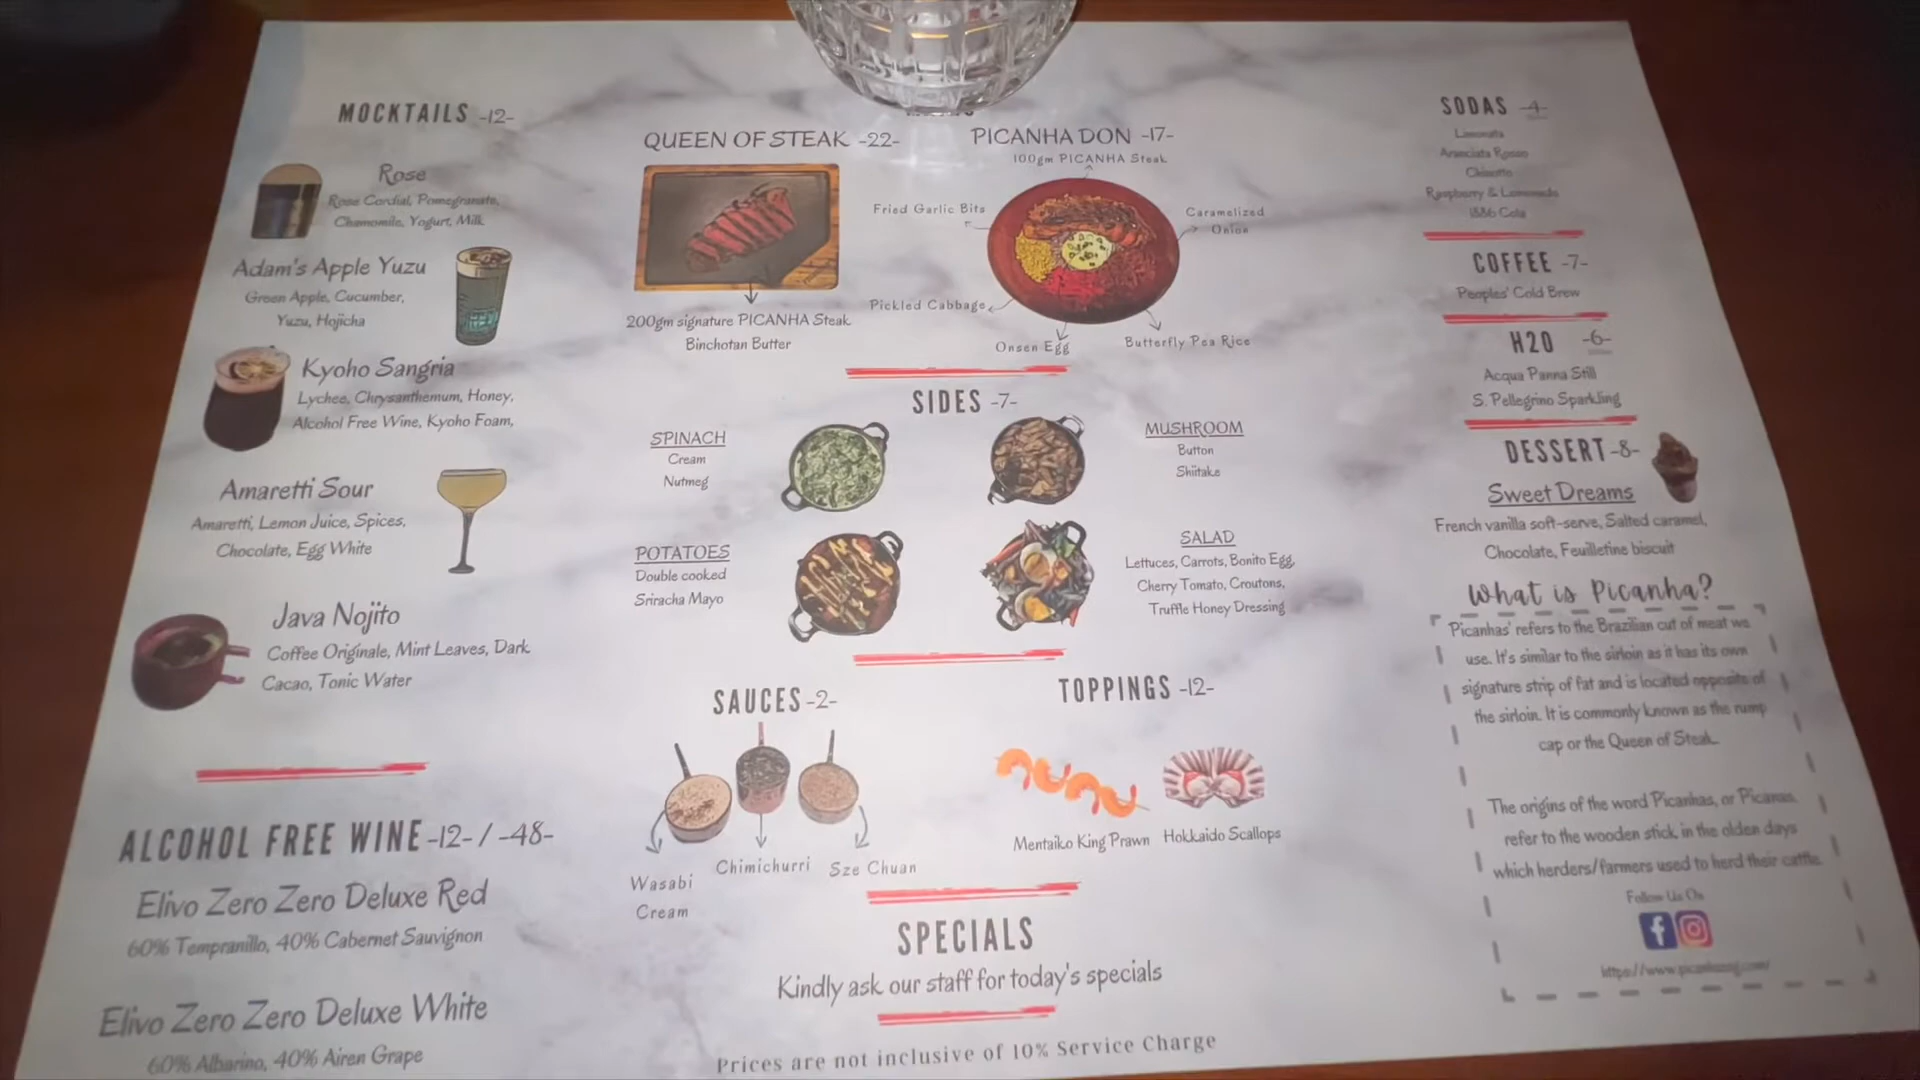 MOCKTAILS -12-
Rose
Rose Cordial, Pomegranate,
Chamomile, Yogurt, Milk
Adam's Apple Yuzu
Green Apple, Cucumber,
Yuzu, Hojicha
Kyoho Sangria
Lychee, Chrysanthemum, Honey,
Alcohol Free Wine, Kyoho Foam,
Amaretti Sour
Amaretti, Lemon Juice, Spices,
Chocolate, Egg White
Java Nojito
Coffee Originale, Mint Leaves, Dark
Cacao, Tonic Water
ALCOHOL FREE WINE -12- / -48-
Elivo Zero Zero Deluxe Red
60% Tempranillo, 40% Cabernet Sauvignon
Elivo Zero Zero Deluxe White
60% Albarino, 40% Airen Grape
QUEEN OF STEAK -22-
200gm signature PICANHA Steak
Binchotan Butter
PICANHA DON -17-
100gm PICANHA Steak
Fried Garlic Bits
Caramelized
Onion
Pickled Cabbage
Onsen Egg
Butterfly Pea Rice
SIDES -7-
SPINACH
Cream
Nutmeg
MUSHROOM
Button
Shiitake
POTATOES
Double cooked
Sriracha Mayo
SALAD
Lettuces, Carrots, Bonito Egg,
Cherry Tomato, Croutons,
Truffle Honey Dressing
SAUCES -2-
Wasabi
Cream
Chimichurri
Sze Chuan
TOPPINGS -12-
Mentaiko King Prawn
Hokkaido Scallops
SPECIALS
Kindly ask our staff for today's specials
Prices are not inclusive of 10% Service Charge
SODAS -4-
Limonata
Aranciata Rossa
Chinotto
Raspberry & Lemonade
1886 Cola
COFFEE -7-
Peoples' Cold Brew
H20 -6-
Acqua Panna Still
S. Pellegrino Sparkling
DESSERT -8-
Sweet Dreams
French vanilla soft-serve, Salted caramel,
Chocolate, Feuilletine biscuit
What is Picanha?
'Picanhas' refers to the Brazilian cut of meat we
use. It's similar to the sirloin as it has its own
signature strip of fat and is located opposite of
the sirloin. It is commonly known as the rump
cap or the Queen of Steak.
The origins of the word Picanhas, or Picanas,
refer to the wooden stick in the olden days
which herders/farmers used to herd their cattle.
Follow Us On
https://www.picanhasg.com/